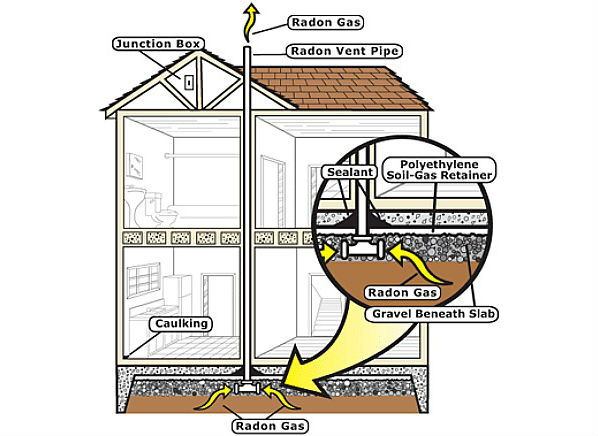 Radon Gas
Junction Box
Radon Vent Pipe
Sealant
Polyethylene
Soil-Gas Retainer
Radon Gas
Gravel Beneath Slab
Caulking
Radon Gas